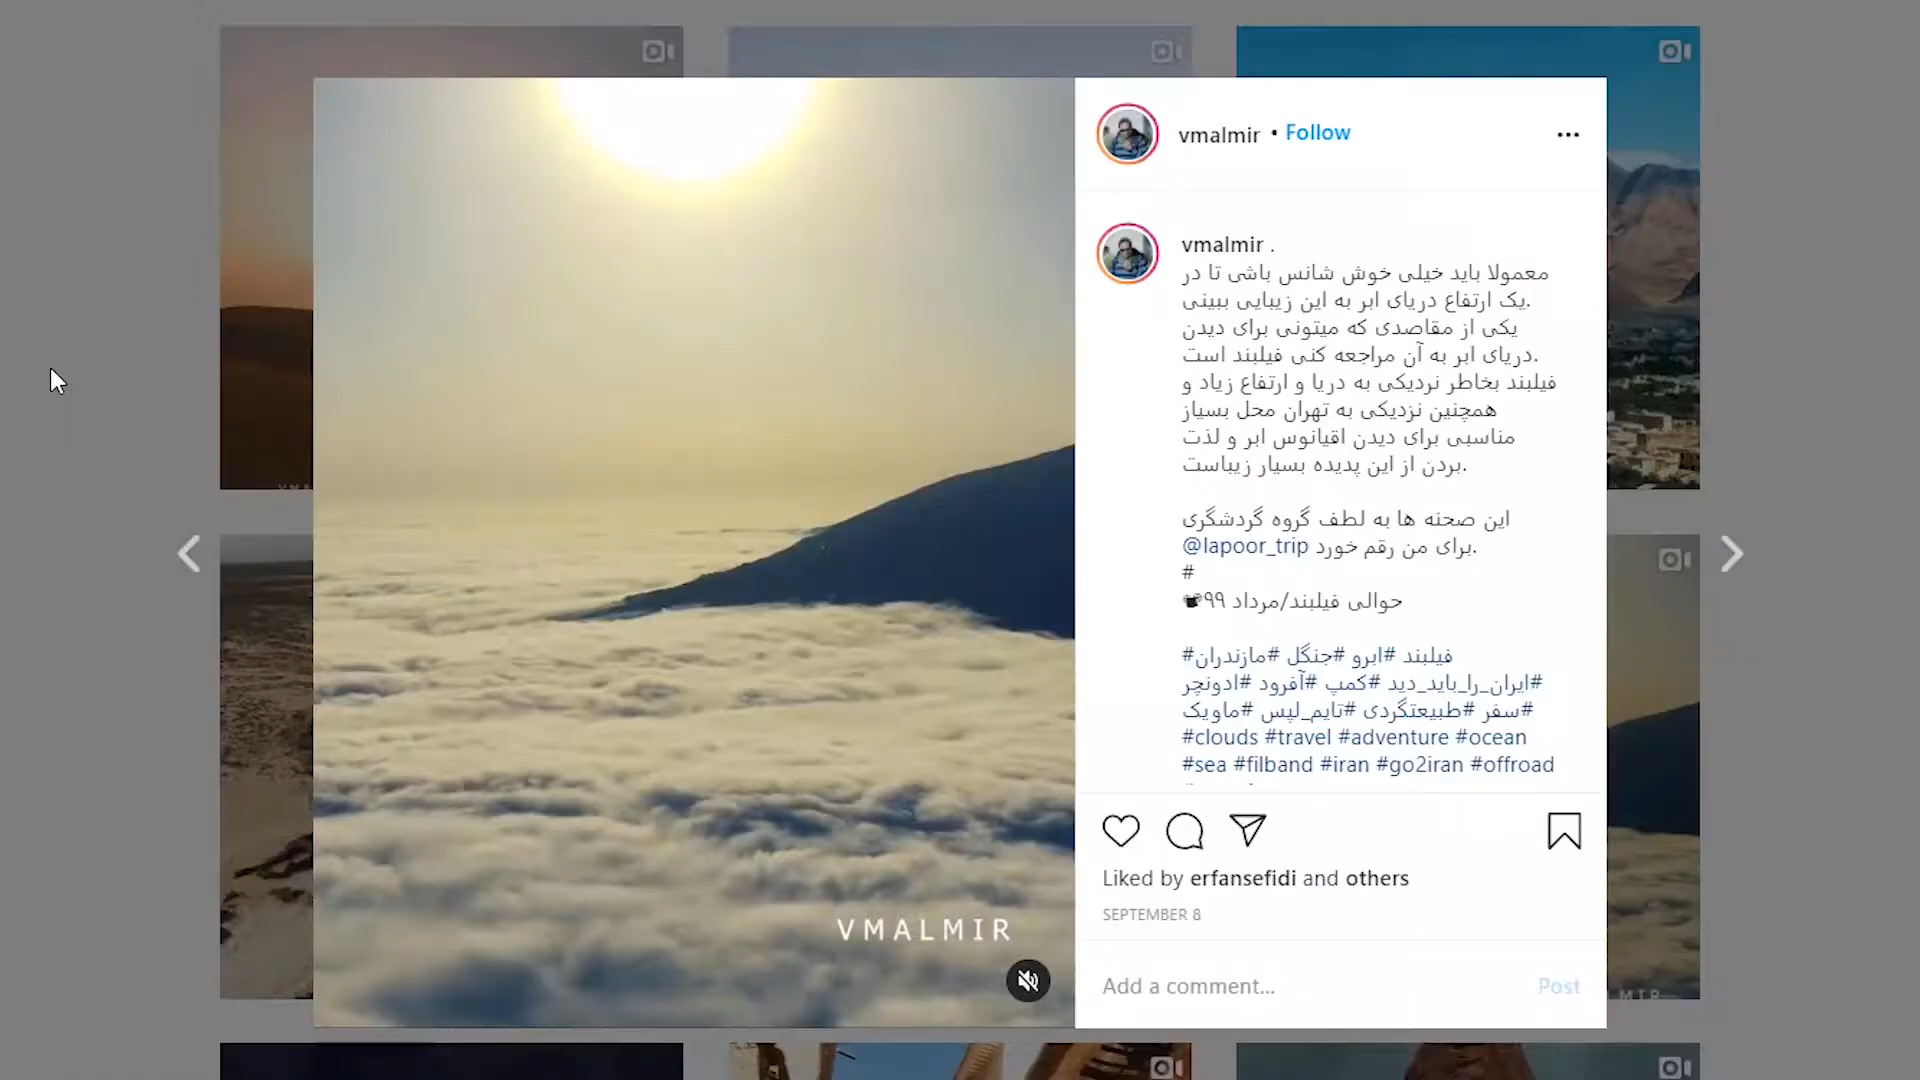 vmalmir • Follow
vmalmir .
معمولا باید خیلی خوش شانس باشی تا در
یک ارتفاع دریای ابر به این زیبایی ببینی.
یکی از مقاصدی که میتونی برای دیدن
دریای ابر به آن مراجعه کنی فیلبند است.
فیلبند بخاطر نردیکی به دریا و ارتفاع زیاد و
همچنین نزدیکی به تهران محل بسیاز
مناسبی برای دیدن اقیانوس ابر و لذت
بردن از این پدیده بسیار زیباست.
این صحنه ها به لطف گروه گردشگری
@lapoor_trip برای من رقم خورد.
#
حوالی فیلبند/مرداد ۹۹
#فیلبند #ابرو #جنگل #مازندران
#ایران_را_باید_دید #کمپ #آفرود #ادونچر
#سفر #طبیعتگردی #تایم_لپس #ماویک
#clouds #travel #adventure #ocean
#sea #filband #iran #go2iran #offroad
Liked by erfansefidi and others
SEPTEMBER 8
Add a comment... Post
VMALMIR